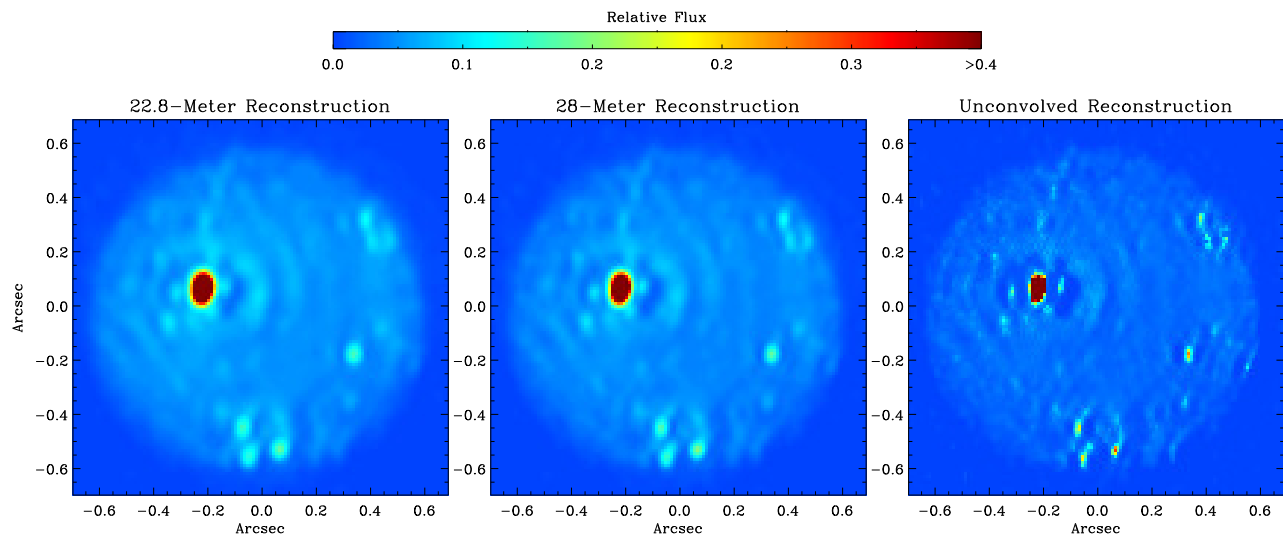 Relative Flux
0.0 0.1 0.2 0.2 0.3 >0.4
22.8-Meter Reconstruction 28-Meter Reconstruction Unconvolved Reconstruction
0.6 0.6 0.6
0.4 0.4 0.4
0.2 0.2 0.2
0.0 0.0 0.0
-0.2 -0.2 -0.2
-0.4 -0.4 -0.4
-0.6 -0.6 -0.6
Arcsec
-0.6 -0.4 -0.2 0.0 0.2 0.4 0.6 -0.6 -0.4 -0.2 0.0 0.2 0.4 0.6 -0.6 -0.4 -0.2 0.0 0.2 0.4 0.6
Arcsec Arcsec Arcsec